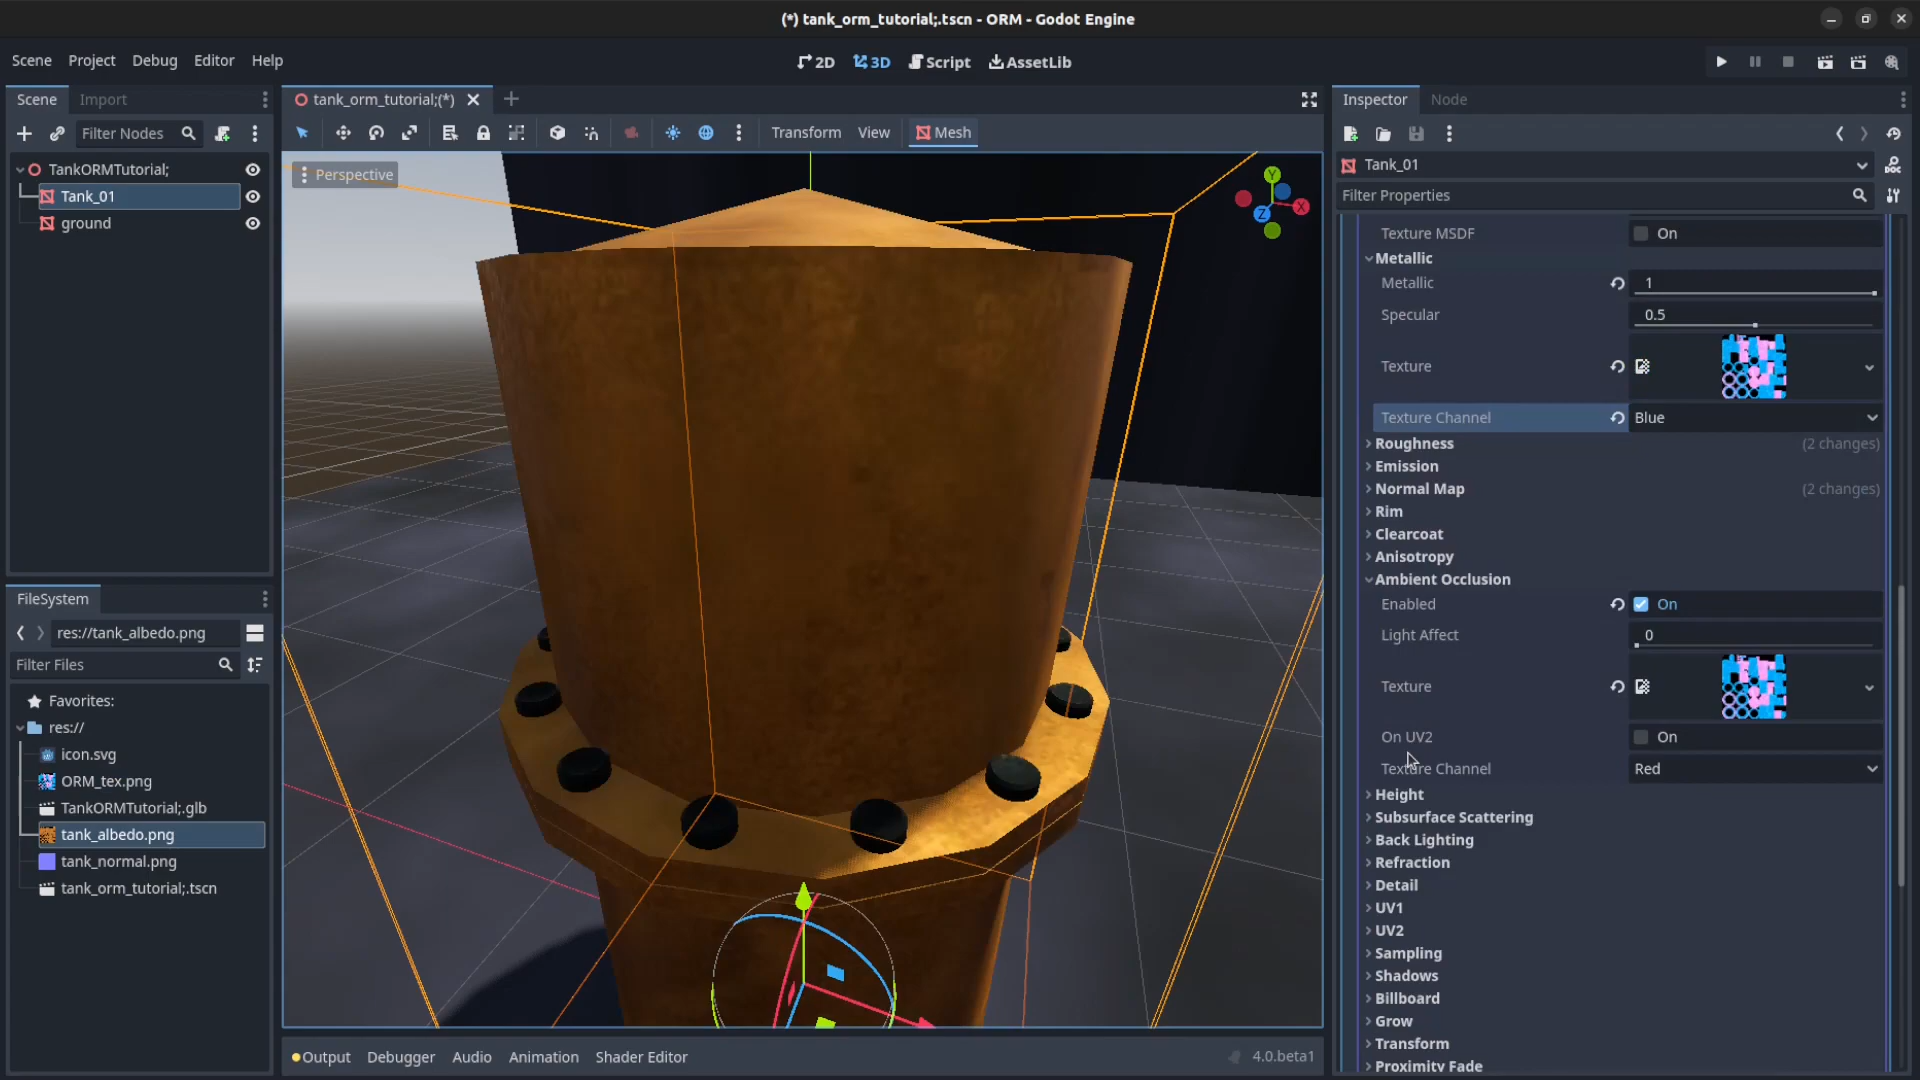 (*) tank_orm_tutorial;.tscn - ORM - Godot Engine
Scene Project Debug Editor Help
2D 3D Script AssetLib
Scene Import
Filter Nodes
TankORMTutorial;
Tank_01
ground
tank_orm_tutorial;(*)
Transform View Mesh
Perspective
Y
X
Z
FileSystem
res://tank_albedo.png
Filter Files
Favorites:
res://
icon.svg
ORM_tex.png
TankORMTutorial;.glb
tank_albedo.png
tank_normal.png
tank_orm_tutorial;.tscn
Output Debugger Audio Animation Shader Editor
4.0.beta1
Inspector Node
Tank_01
DOC
Filter Properties
Texture MSDF On
Metallic
Metallic 1
Specular 0.5
Texture
Texture Channel Blue
Roughness (2 changes)
Emission
Normal Map (2 changes)
Rim
Clearcoat
Anisotropy
Ambient Occlusion
Enabled On
Light Affect 0
Texture
On UV2 On
Texture Channel Red
Height
Subsurface Scattering
Back Lighting
Refraction
Detail
UV1
UV2
Sampling
Shadows
Billboard
Grow
Transform
Proximity Fade